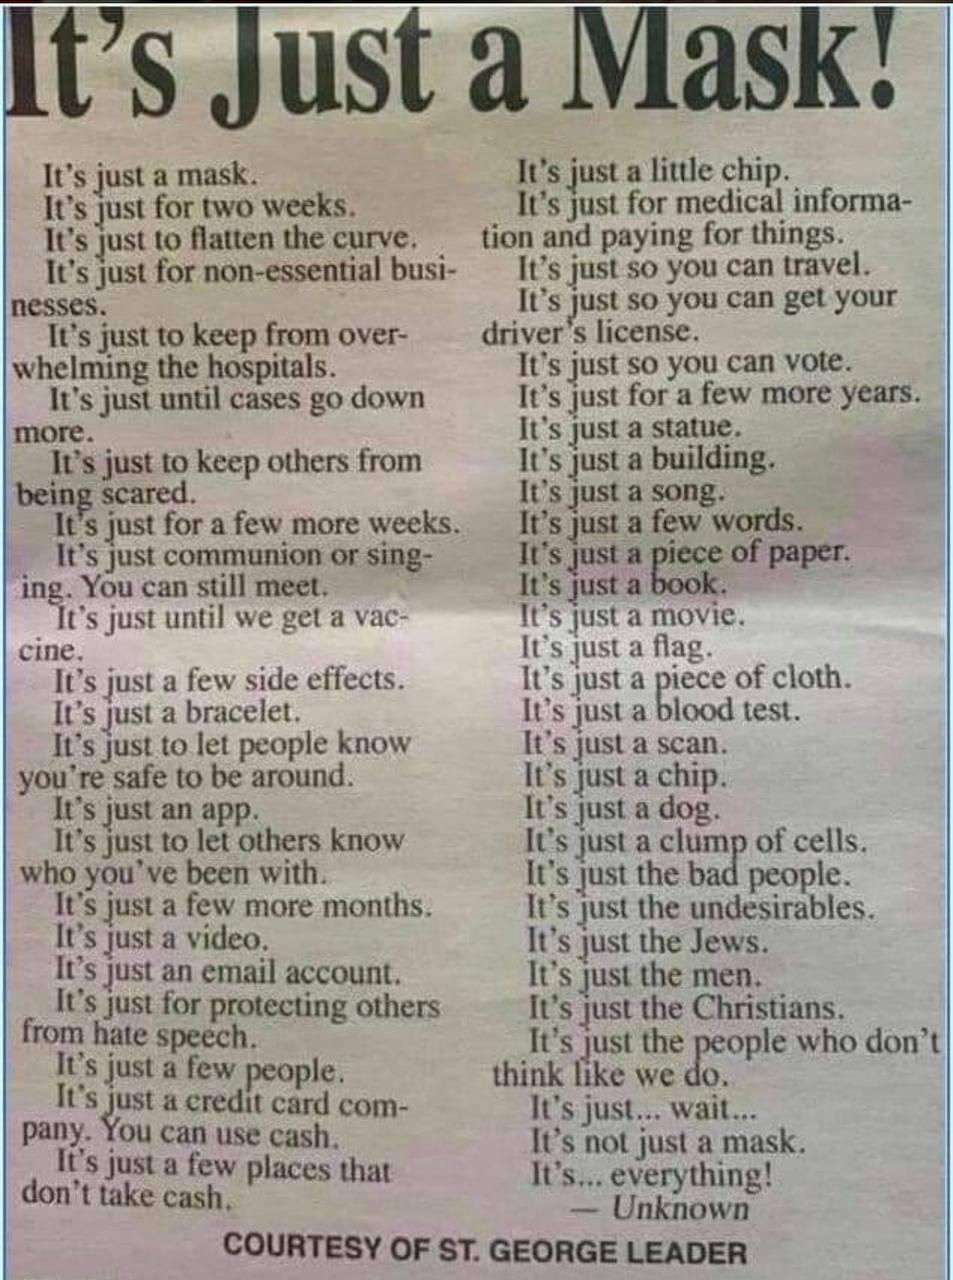 It's Just a Mask!
It's just a mask.
It's just for two weeks.
It's just to flatten the curve.
It's just for non-essential busi-
nesses.
It's just to keep from over-
whelming the hospitals.
It's just until cases go down
more.
It's just to keep others from
being scared.
It's just for a few more weeks.
It's just communion or sing-
ing. You can still meet.
It's just until we get a vac-
cine.
It's just a few side effects.
It's just a bracelet.
It's just to let people know
you're safe to be around.
It's just an app.
It's just to let others know
who you've been with.
It's just a few more months.
It's just a video.
It's just an email account.
It's just for protecting others
from hate speech.
It's just a few people.
It's just a credit card com-
pany. You can use cash.
It's just a few places that
don't take cash.
It's just a little chip.
It's just for medical informa-
tion and paying for things.
It's just so you can travel.
It's just so you can get your
driver's license.
It's just so you can vote.
It's just for a few more years.
It's just a statue.
It's just a building.
It's just a song.
It's just a few words.
It's just a piece of paper.
It's just a book.
It's just a movie.
It's just a flag.
It's just a piece of cloth.
It's just a blood test.
It's just a scan.
It's just a chip.
It's just a dog.
It's just a clump of cells.
It's just the bad people.
It's just the undesirables.
It's just the Jews.
It's just the men.
It's just the Christians.
It's just the people who don't
think like we do.
It's just... wait...
It's not just a mask.
It's... everything!
— Unknown
COURTESY OF ST. GEORGE LEADER